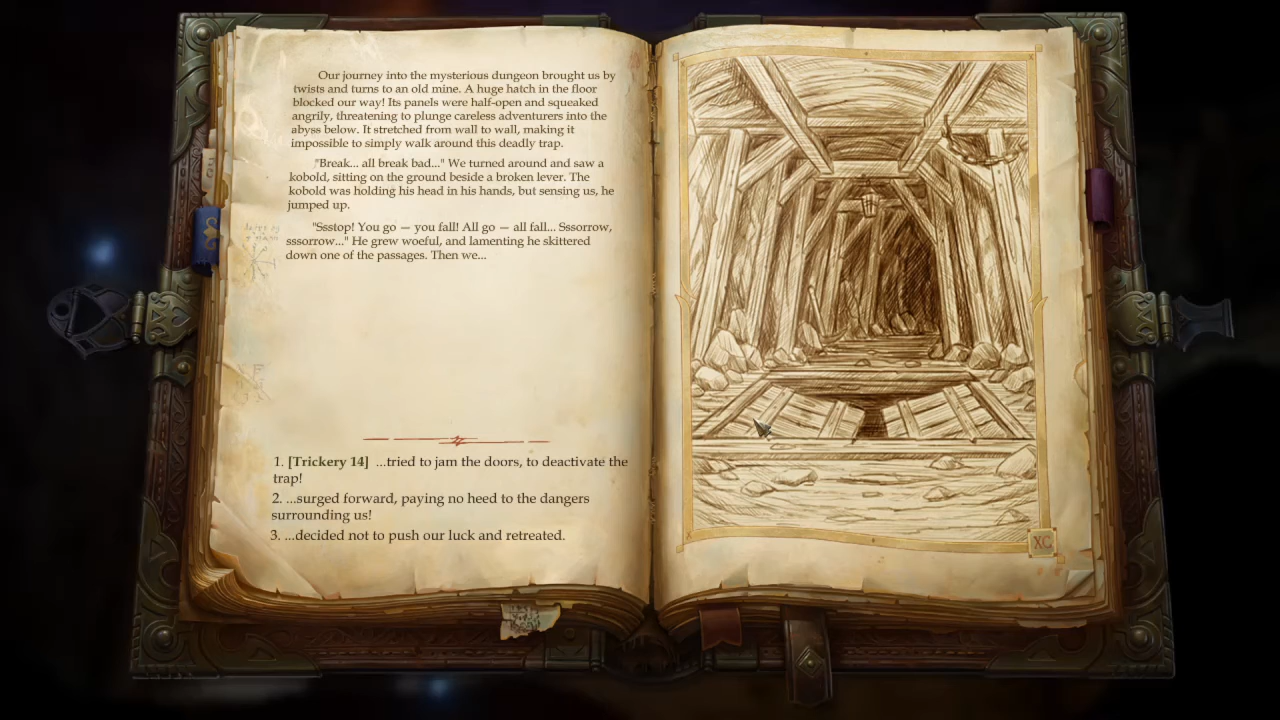 Our journey into the mysterious dungeon brought us by
twists and turns to an old mine. A huge hatch in the floor
blocked our way! Its panels were half-open and squeaked
angrily, threatening to plunge careless adventurers into the
abyss below. It stretched from wall to wall, making it
impossible to simply walk around this deadly trap.
"Break... all break bad..." We turned around and saw a
kobold, sitting on the ground beside a broken lever. The
kobold was holding his head in his hands, but sensing us, he
jumped up.
"Ssstop! You go — you fall! All go — all fall... Sssorrow,
sssorrow..." He grew woeful, and lamenting he skittered
down one of the passages. Then we...
1. [Trickery 14] ...tried to jam the doors, to deactivate the
trap!
2. ...surged forward, paying no heed to the dangers
surrounding us!
3. ...decided not to push our luck and retreated.
XC